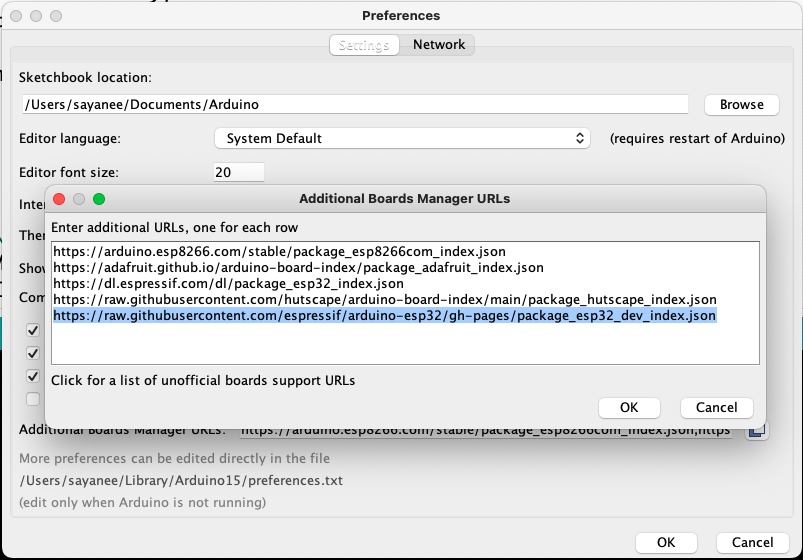 Preferences
Settings
Network
Sketchbook location:
/Users/sayanee/Documents/Arduino
Browse
Editor language:
System Default
(requires restart of Arduino)
Editor font size:
20
Additional Boards Manager URLs
Enter additional URLs, one for each row
https://arduino.esp8266.com/stable/package_esp8266com_index.json
https://adafruit.github.io/arduino-board-index/package_adafruit_index.json
https://dl.espressif.com/dl/package_esp32_index.json
https://raw.githubusercontent.com/hutscape/arduino-board-index/main/package_hutscape_index.json
https://raw.githubusercontent.com/espressif/arduino-esp32/gh-pages/package_esp32_dev_index.json
Click for a list of unofficial boards support URLs
OK
Cancel
Inter
Ther
Show
Com
Additional Boards Manager URLs:
https://arduino.esp8266.com/stable/package_esp8266com_index.json,https
More preferences can be edited directly in the file
/Users/sayanee/Library/Arduino15/preferences.txt
(edit only when Arduino is not running)
OK
Cancel